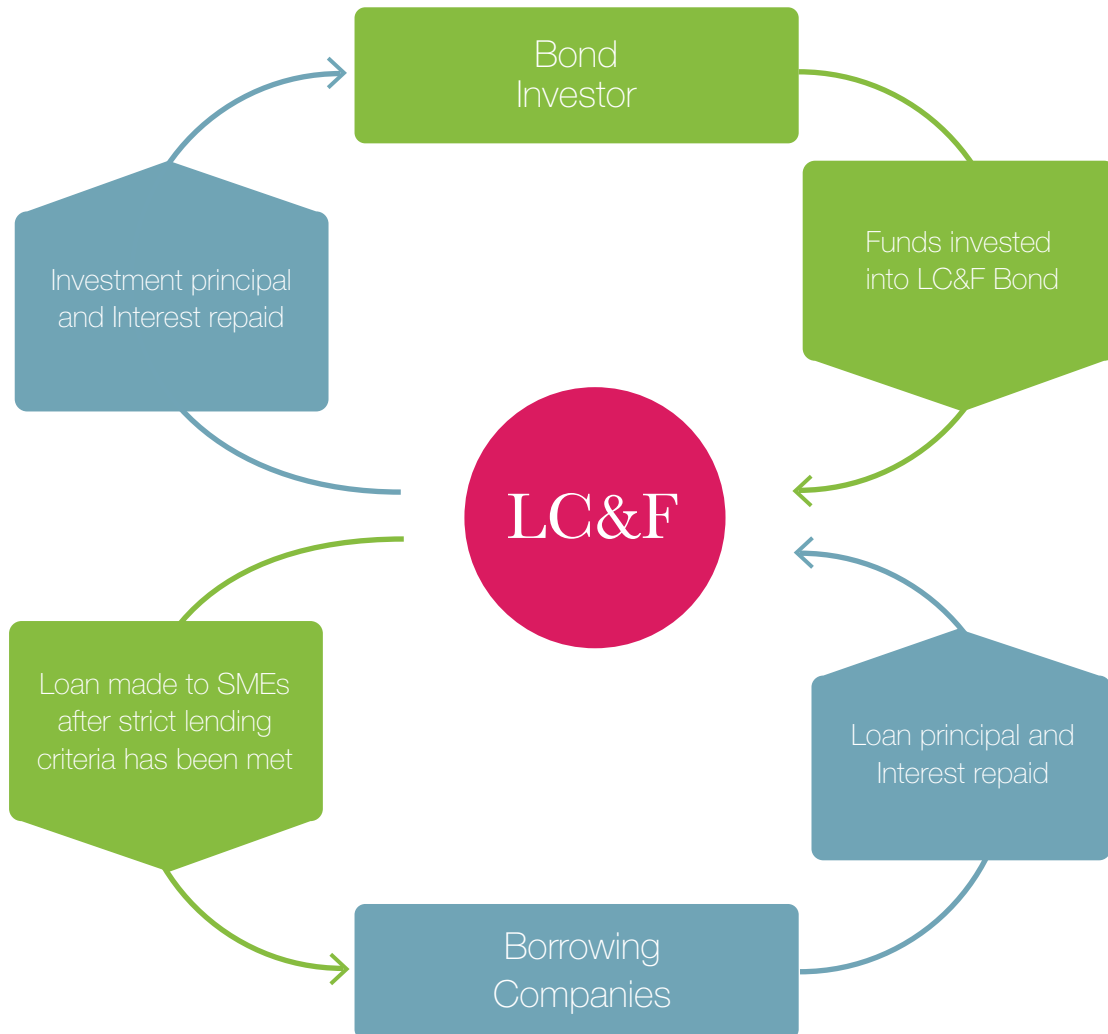 Bond
Investor
Funds invested
into LC&F Bond
Investment principal
and Interest repaid
LC&F
Loan made to SMEs
after strict lending
criteria has been met
Loan principal and
Interest repaid
Borrowing
Companies